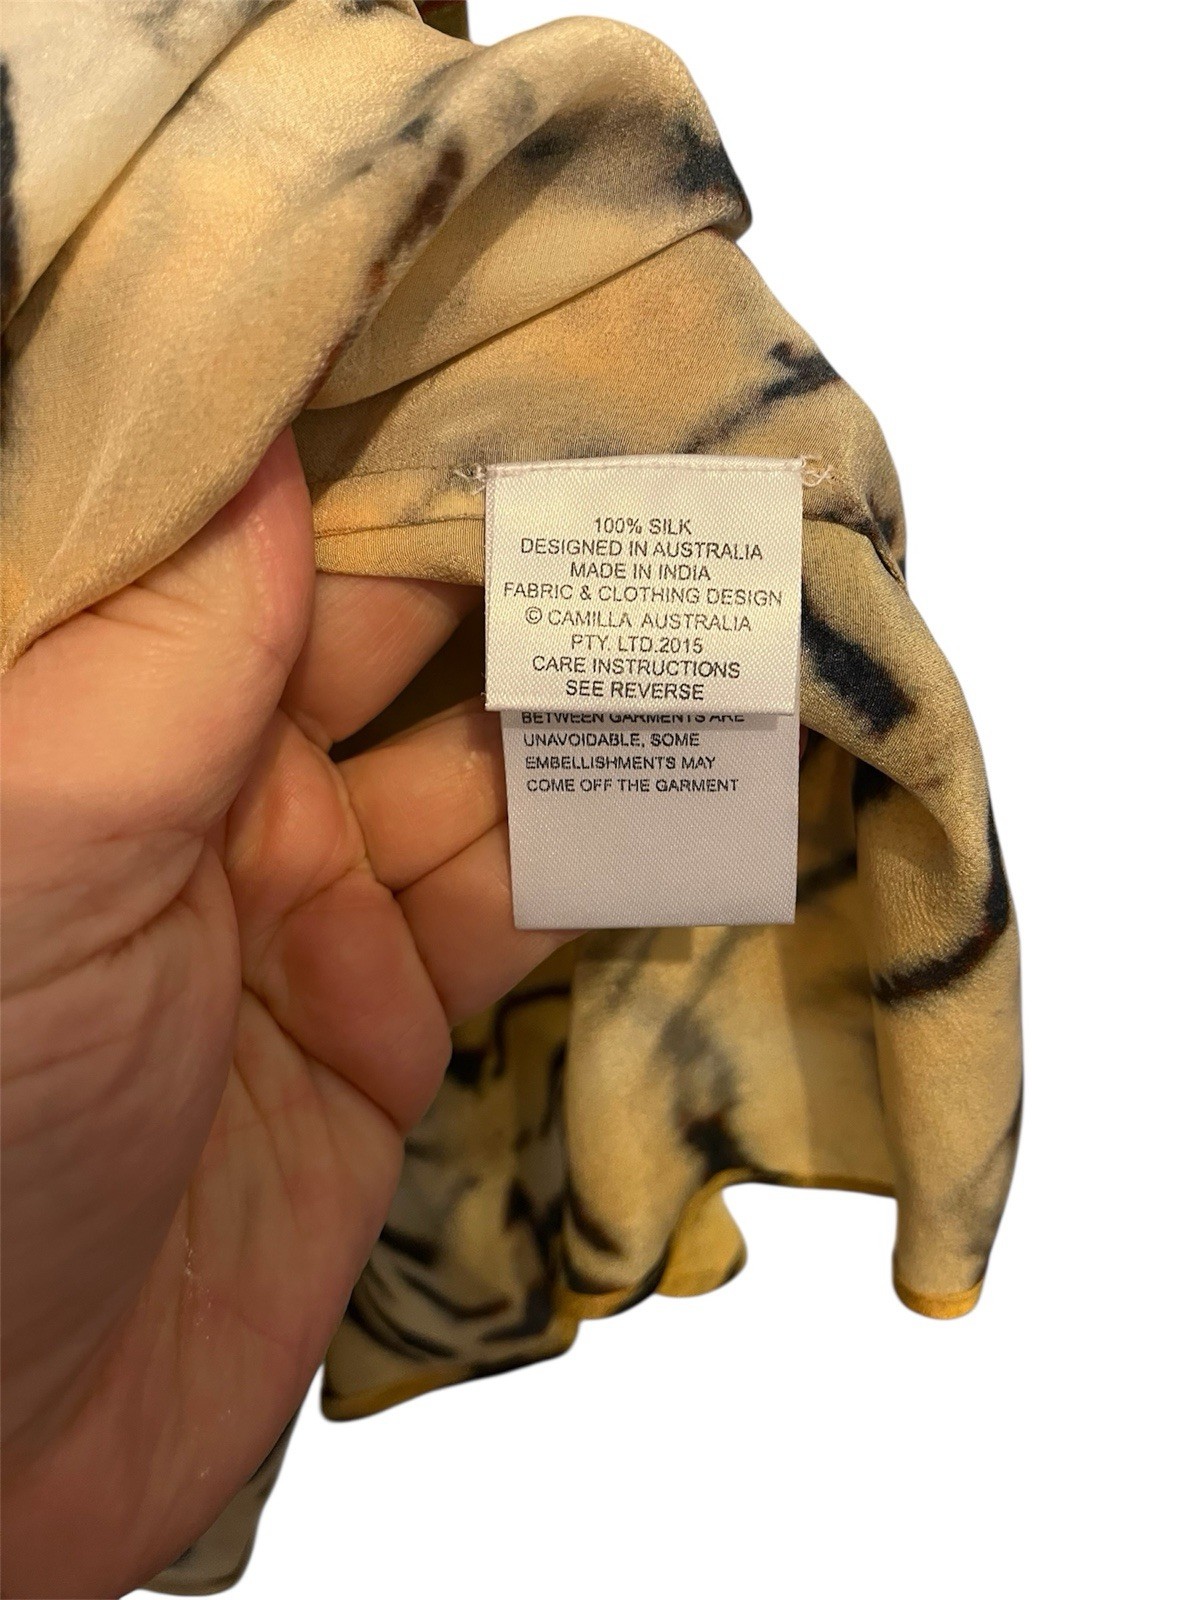 100% SILK
DESIGNED IN AUSTRALIA
MADE IN INDIA
FABRIC & CLOTHING DESIGN
© CAMILLA AUSTRALIA
PTY. LTD.2015
CARE INSTRUCTIONS
SEE REVERSE
BETWEEN GARMENTS ARE
UNAVOIDABLE, SOME
EMBELLISHMENTS MAY
COME OFF THE GARMENT